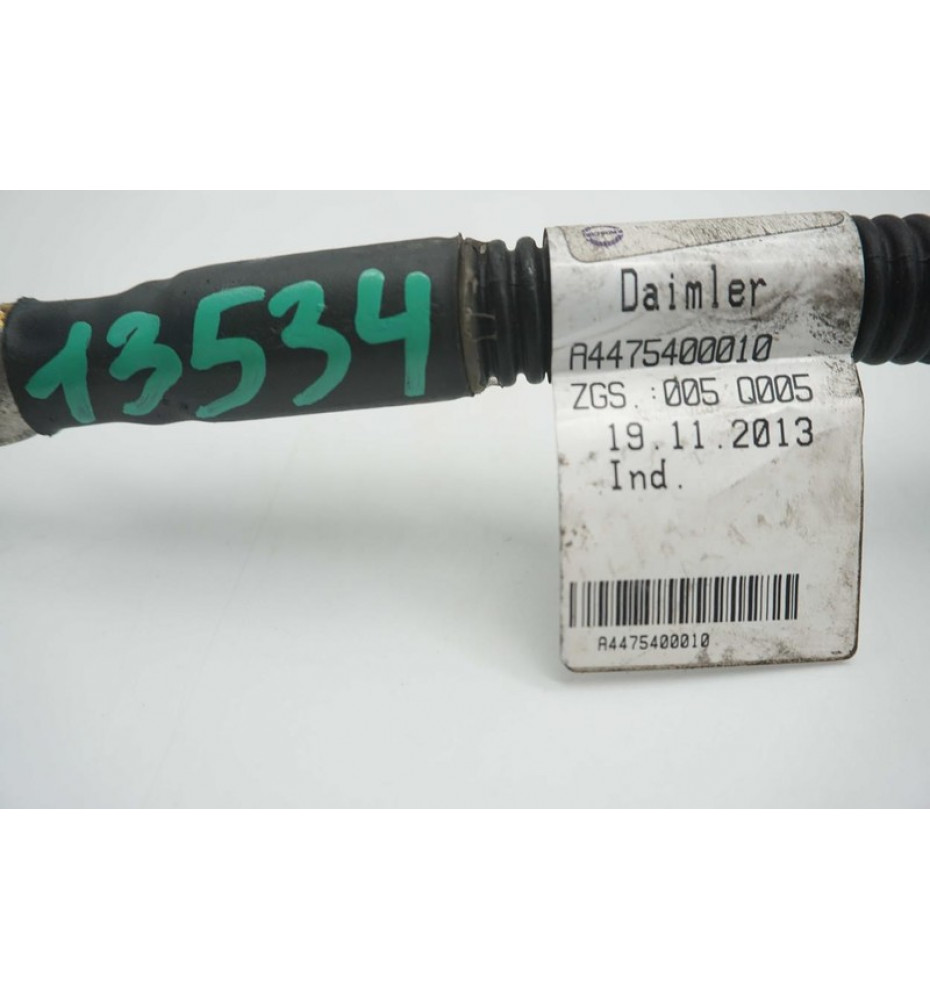 13534
Daimler
A4475400010
ZGS. :005 Q005
19.11.2013
Ind.
A4475400010